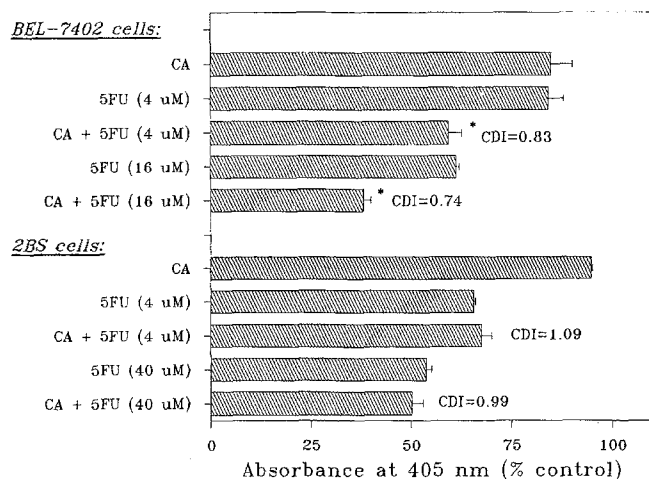 BEL-7402 cells:
CA
5FU (4 uM)
CA + 5FU (4 uM)
* CDI=0.83
5FU (16 uM)
CA + 5FU (16 uM)
* CDI=0.74
2BS cells:
CA
5FU (4 uM)
CA + 5FU (4 uM)
CDI=1.09
5FU (40 uM)
CA + 5FU (40 uM)
CDI=0.99
0 25 50 75 100
Absorbance at 405 nm (% control)